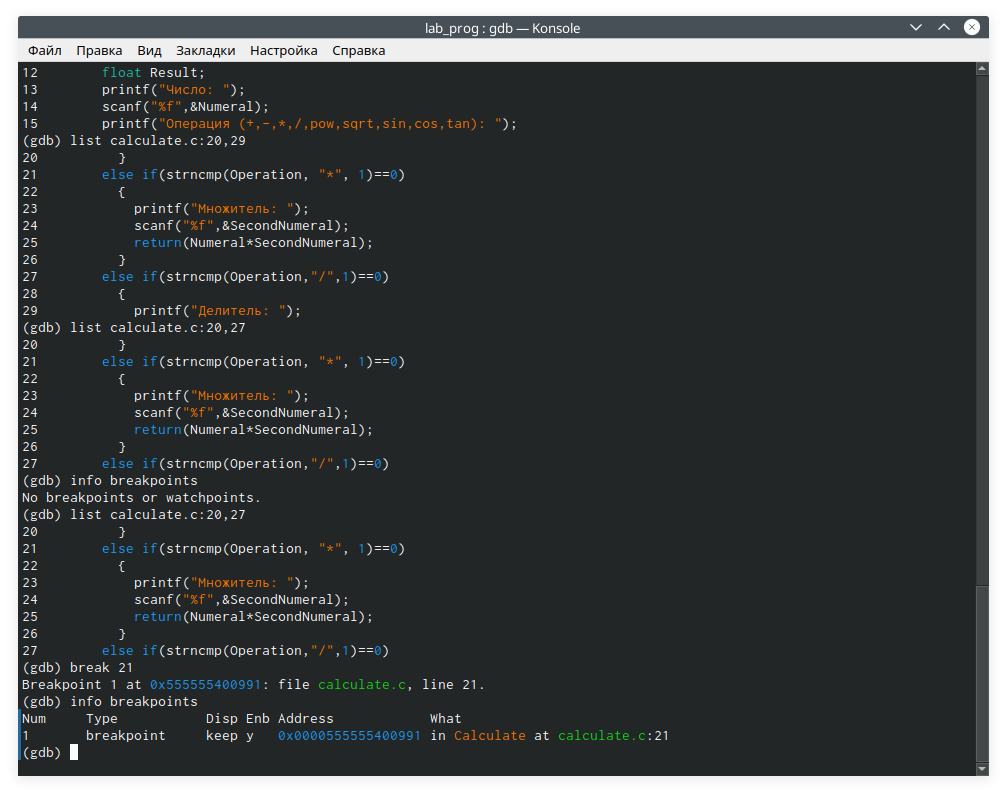 lab_prog : gdb — Konsole
Файл Правка Вид Закладки Настройка Справка
12        float Result;
13        printf("Число: ");
14        scanf("%f",&Numeral);
15        printf("Операция (+,-,*,/,pow,sqrt,sin,cos,tan): ");
(gdb) list calculate.c:20,29
20          }
21        else if(strncmp(Operation, "*", 1)==0)
22          {
23            printf("Множитель: ");
24            scanf("%f",&SecondNumeral);
25            return(Numeral*SecondNumeral);
26          }
27        else if(strncmp(Operation,"/",1)==0)
28          {
29            printf("Делитель: ");
(gdb) list calculate.c:20,27
20          }
21        else if(strncmp(Operation, "*", 1)==0)
22          {
23            printf("Множитель: ");
24            scanf("%f",&SecondNumeral);
25            return(Numeral*SecondNumeral);
26          }
27        else if(strncmp(Operation,"/",1)==0)
(gdb) info breakpoints
No breakpoints or watchpoints.
(gdb) list calculate.c:20,27
20          }
21        else if(strncmp(Operation, "*", 1)==0)
22          {
23            printf("Множитель: ");
24            scanf("%f",&SecondNumeral);
25            return(Numeral*SecondNumeral);
26          }
27        else if(strncmp(Operation,"/",1)==0)
(gdb) break 21
Breakpoint 1 at 0x555555400991: file calculate.c, line 21.
(gdb) info breakpoints
Num     Type           Disp Enb Address            What
1       breakpoint     keep y   0x0000555555400991 in Calculate at calculate.c:21
(gdb)